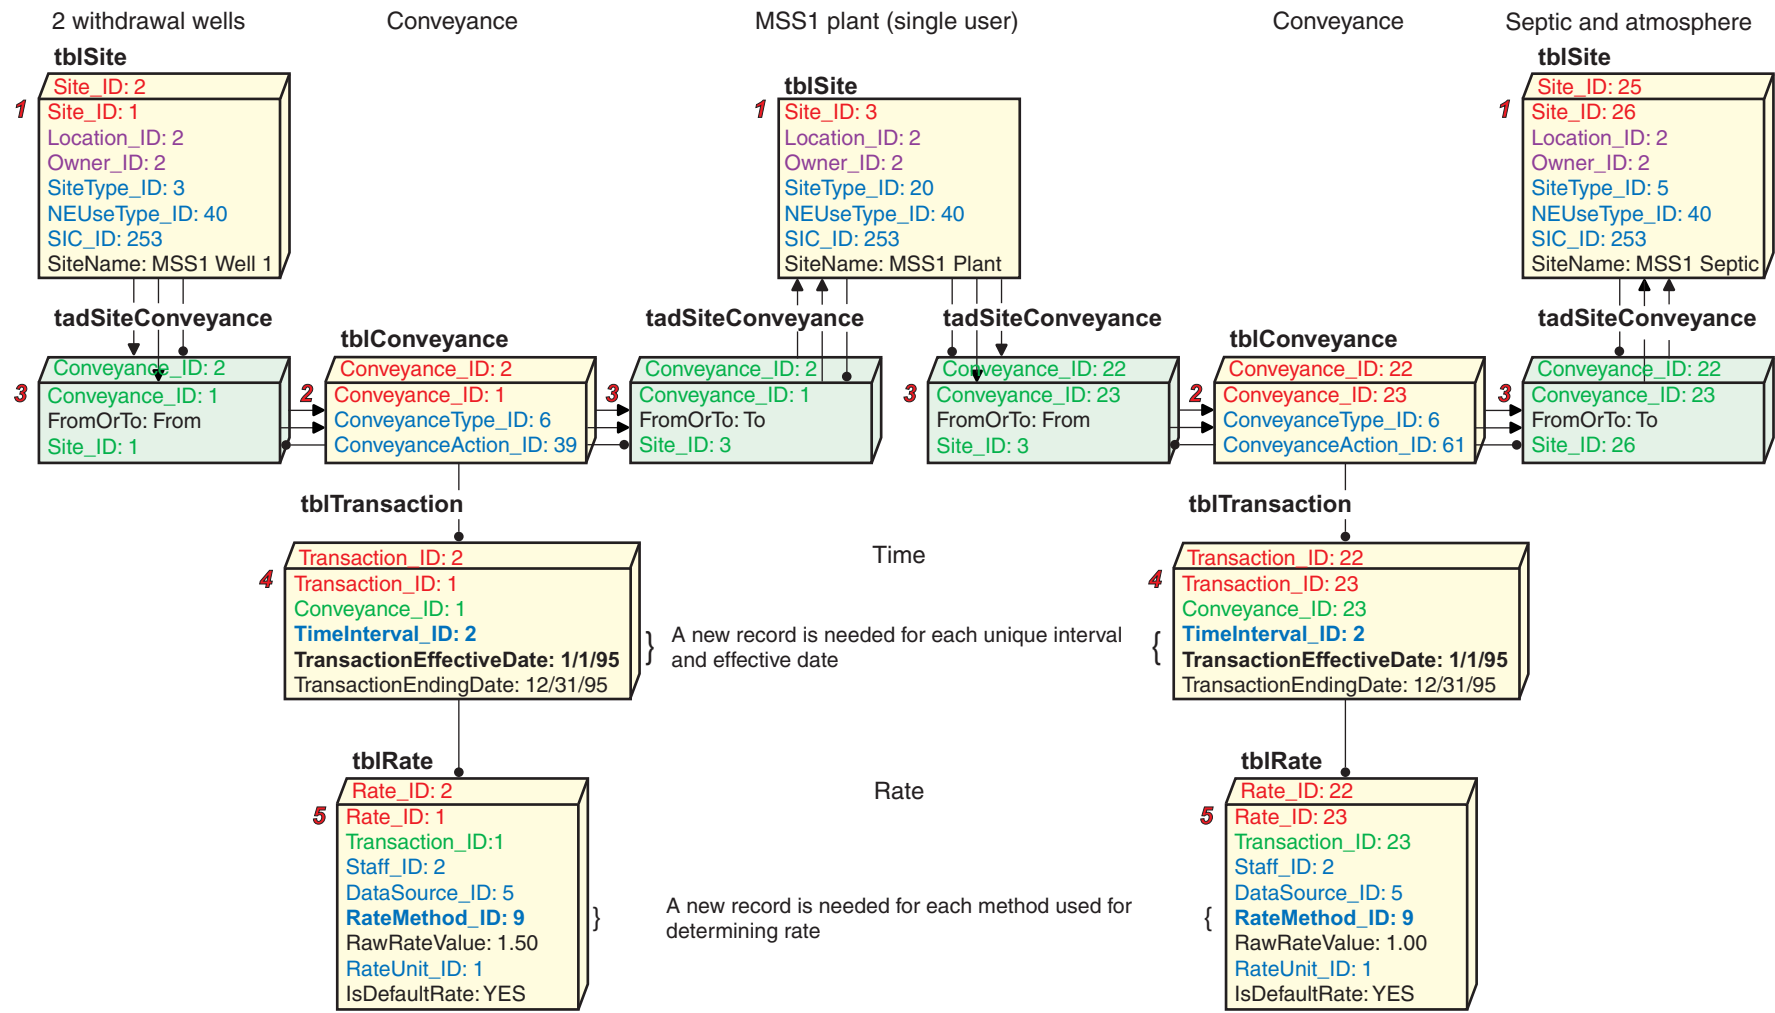 2 withdrawal wells
Conveyance
MSS1 plant (single user)
Conveyance
Septic and atmosphere
tblSite
Site_ID: 2
1
Site_ID: 1
Location_ID: 2
Owner_ID: 2
SiteType_ID: 3
NEUseType_ID: 40
SIC_ID: 253
SiteName: MSS1 Well 1
tblSite
1
Site_ID: 3
Location_ID: 2
Owner_ID: 2
SiteType_ID: 20
NEUseType_ID: 40
SIC_ID: 253
SiteName: MSS1 Plant
tblSite
Site_ID: 25
1
Site_ID: 26
Location_ID: 2
Owner_ID: 2
SiteType_ID: 5
NEUseType_ID: 40
SIC_ID: 253
SiteName: MSS1 Septic
tadSiteConveyance
Conveyance_ID: 2
3
Conveyance_ID: 1
FromOrTo: From
Site_ID: 1
tblConveyance
Conveyance_ID: 2
2
Conveyance_ID: 1
ConveyanceType_ID: 6
ConveyanceAction_ID: 39
tadSiteConveyance
Conveyance_ID: 2
3
Conveyance_ID: 1
FromOrTo: To
Site_ID: 3
tadSiteConveyance
Conveyance_ID: 22
3
Conveyance_ID: 23
FromOrTo: From
Site_ID: 3
tblConveyance
Conveyance_ID: 22
2
Conveyance_ID: 23
ConveyanceType_ID: 6
ConveyanceAction_ID: 61
tadSiteConveyance
Conveyance_ID: 22
3
Conveyance_ID: 23
FromOrTo: To
Site_ID: 26
tblTransaction
Transaction_ID: 2
4
Transaction_ID: 1
Conveyance_ID: 1
TimeInterval_ID: 2
TransactionEffectiveDate: 1/1/95
TransactionEndingDate: 12/31/95
Time
} A new record is needed for each unique interval {
and effective date
tblTransaction
Transaction_ID: 22
4
Transaction_ID: 23
Conveyance_ID: 23
TimeInterval_ID: 2
TransactionEffectiveDate: 1/1/95
TransactionEndingDate: 12/31/95
tblRate
Rate_ID: 2
5
Rate_ID: 1
Transaction_ID:1
Staff_ID: 2
DataSource_ID: 5
RateMethod_ID: 9
RawRateValue: 1.50
RateUnit_ID: 1
IsDefaultRate: YES
Rate
} A new record is needed for each method used for {
determining rate
tblRate
Rate_ID: 22
5
Rate_ID: 23
Transaction_ID: 23
Staff_ID: 2
DataSource_ID: 5
RateMethod_ID: 9
RawRateValue: 1.00
RateUnit_ID: 1
IsDefaultRate: YES